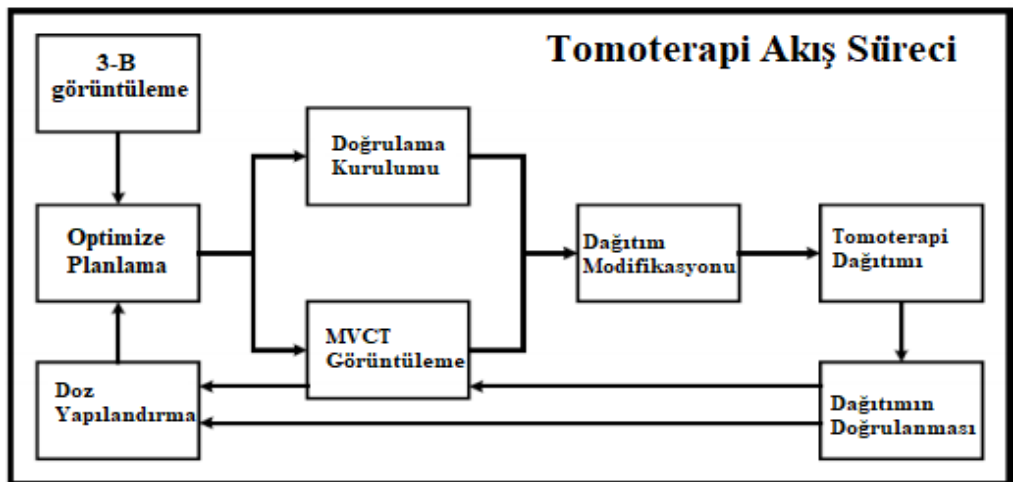 Tomoterapi Akış Süreci
3-B
görüntüleme
Doğrulama
Kurulumu
Optimize
Planlama
Dağıtım
Modifikasyonu
Tomoterapi
Dağıtımı
MVCT
Görüntüleme
Doz
Yapılandırma
Dağıtımın
Doğrulanması